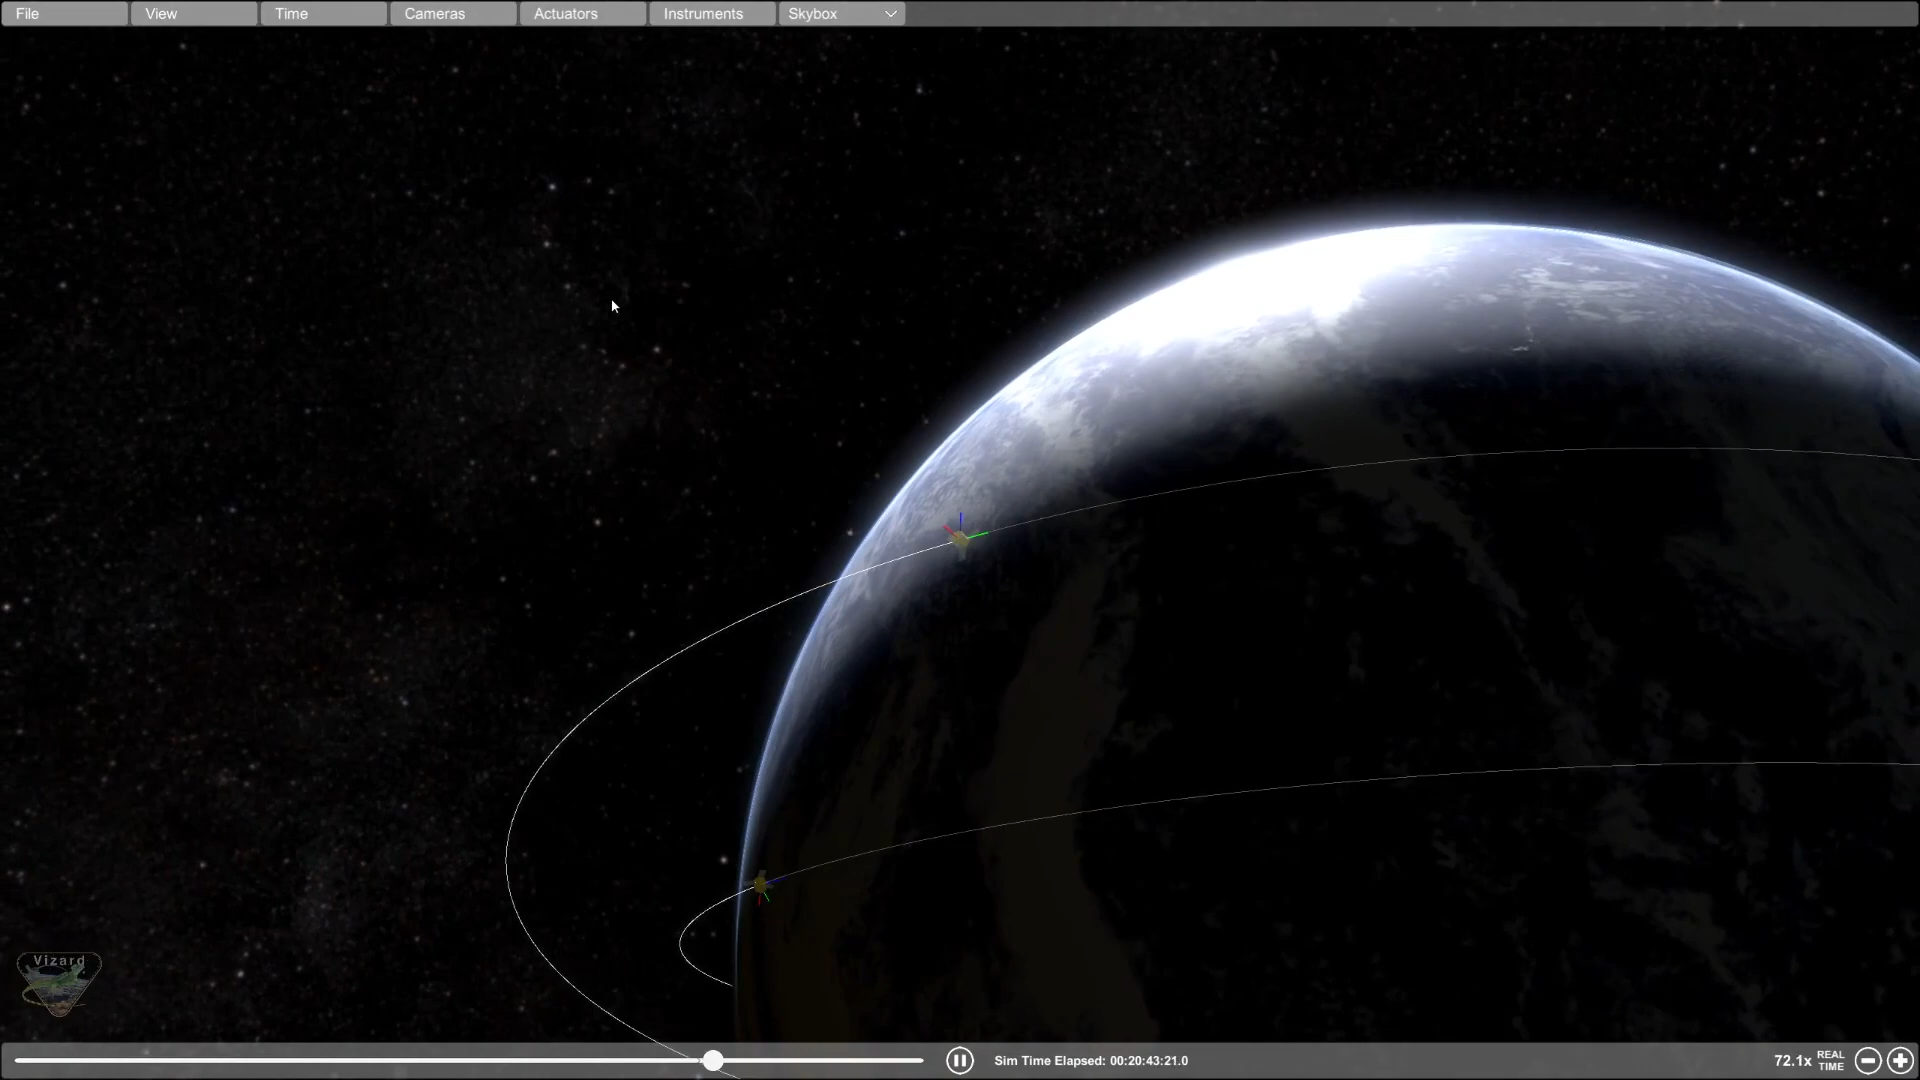 File View Time Cameras Actuators Instruments Skybox
Vizard
Sim Time Elapsed: 00:20:43:21.0
72.1x REAL TIME